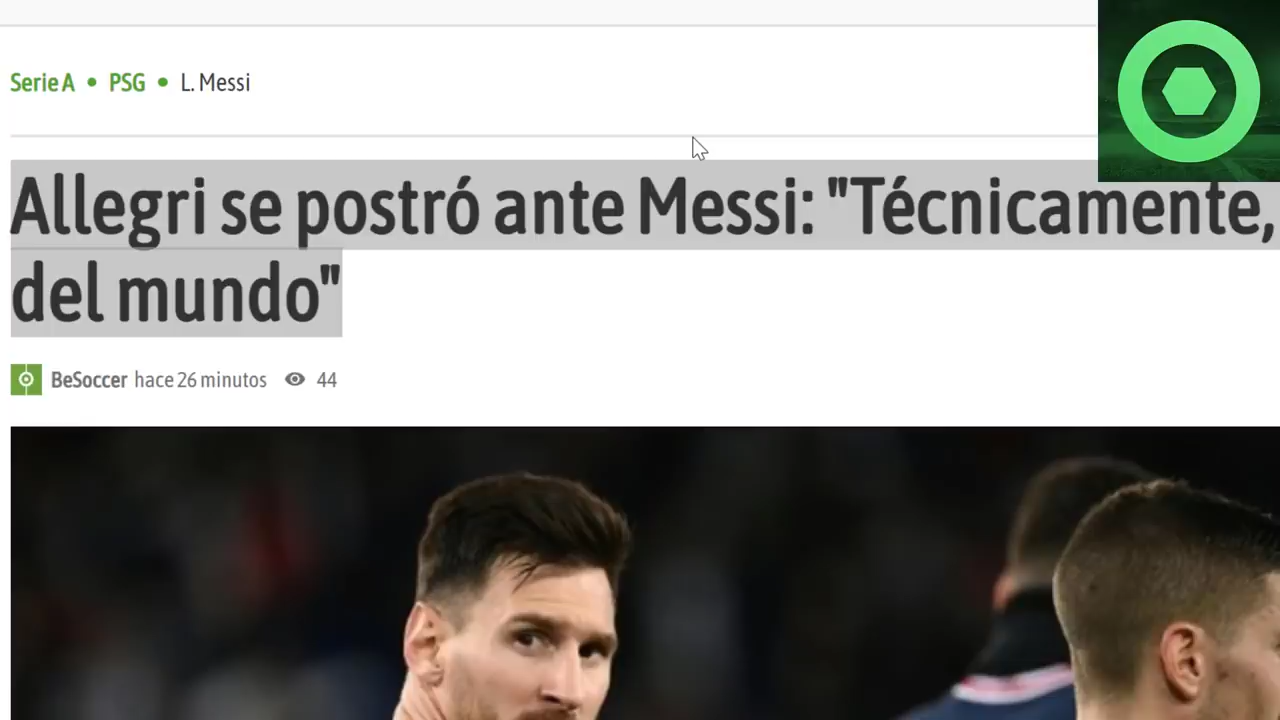 Serie A • PSG • L. Messi
Allegri se postró ante Messi: "Técnicamente,
del mundo"
BeSoccer hace 26 minutos 44